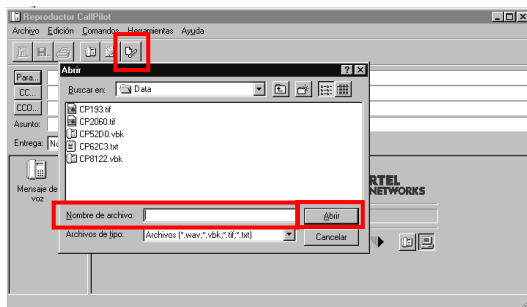 Reproductor CallPilot
Archivo Edición Comandos Herramientas Ayuda
Para...
CC...
CCO...
Asunto:
Entrega:
Abrir
Buscar en: Data
CP193.tif
CP2060.tif
CP52D0.vbk
CP62C3.txt
CP8122.vbk
Nombre de archivo: Abrir
Archivos de tipo: Archivos (*.wav;*.vbk;*.tif;*.txt) Cancelar
Mensaje de
voz
RTEL
NETWORKS